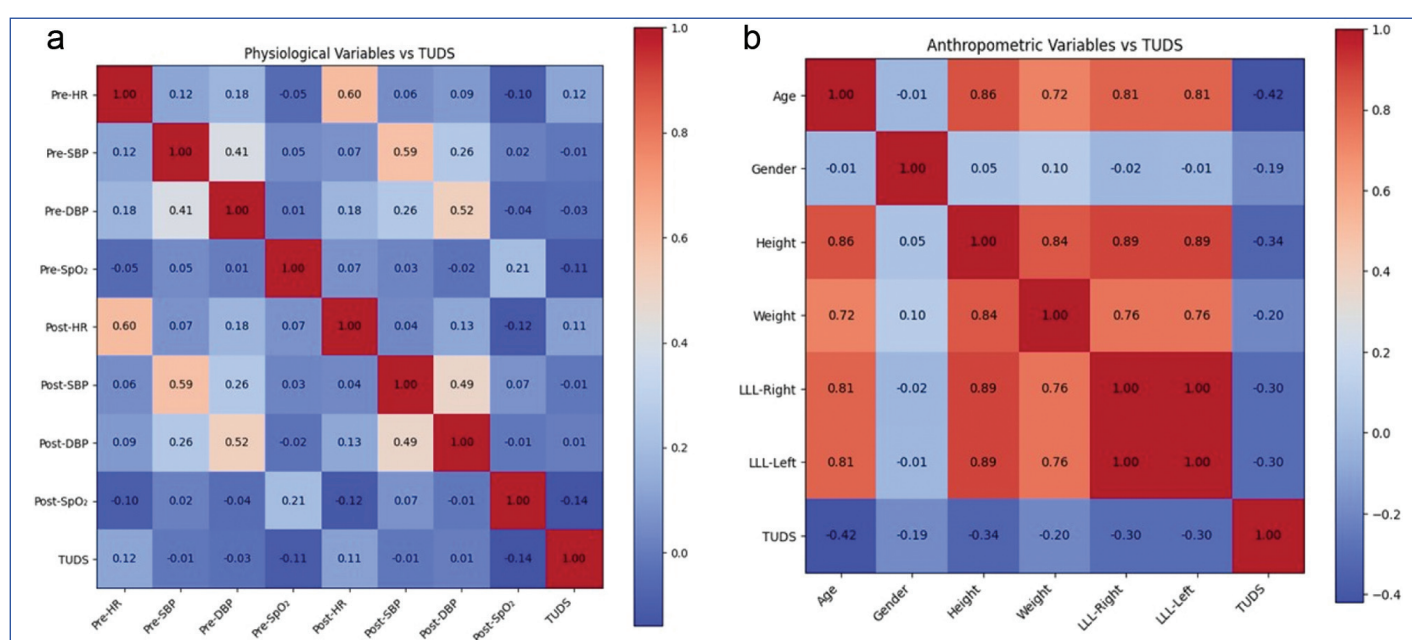 a
Physiological Variables vs TUDS
Pre-HR 1.00 0.12 0.18 -0.05 0.60 0.06 0.09 -0.10 0.12
Pre-SBP 0.12 1.00 0.41 0.05 0.07 0.59 0.26 0.02 -0.01
Pre-DBP 0.18 0.41 1.00 0.01 0.18 0.26 0.52 -0.04 -0.03
Pre-SpO₂ -0.05 0.05 0.01 1.00 0.07 0.03 -0.02 0.21 -0.11
Post-HR 0.60 0.07 0.18 0.07 1.00 0.04 0.13 -0.12 0.11
Post-SBP 0.06 0.59 0.26 0.03 0.04 1.00 0.49 0.07 -0.01
Post-DBP 0.09 0.26 0.52 -0.02 0.13 0.49 1.00 -0.01 0.01
Post-SpO₂ -0.10 0.02 -0.04 0.21 -0.12 0.07 -0.01 1.00 -0.14
TUDS 0.12 -0.01 -0.03 -0.11 0.11 -0.01 0.01 -0.14 1.00
Pre-HR Pre-SBP Pre-DBP Pre-SpO₂ Post-HR Post-SBP Post-DBP Post-SpO₂ TUDS
1.0
0.8
0.6
0.4
0.2
0.0
b
Anthropometric Variables vs TUDS
Age 1.00 -0.01 0.86 0.72 0.81 0.81 -0.42
Gender -0.01 1.00 0.05 0.10 -0.02 -0.01 -0.19
Height 0.86 0.05 1.00 0.84 0.89 0.89 -0.34
Weight 0.72 0.10 0.84 1.00 0.76 0.76 -0.20
LLL-Right 0.81 -0.02 0.89 0.76 1.00 1.00 -0.30
LLL-Left 0.81 -0.01 0.89 0.76 1.00 1.00 -0.30
TUDS -0.42 -0.19 -0.34 -0.20 -0.30 -0.30 1.00
Age Gender Height Weight LLL-Right LLL-Left TUDS
1.0
0.8
0.6
0.4
0.2
0.0
−0.2
−0.4